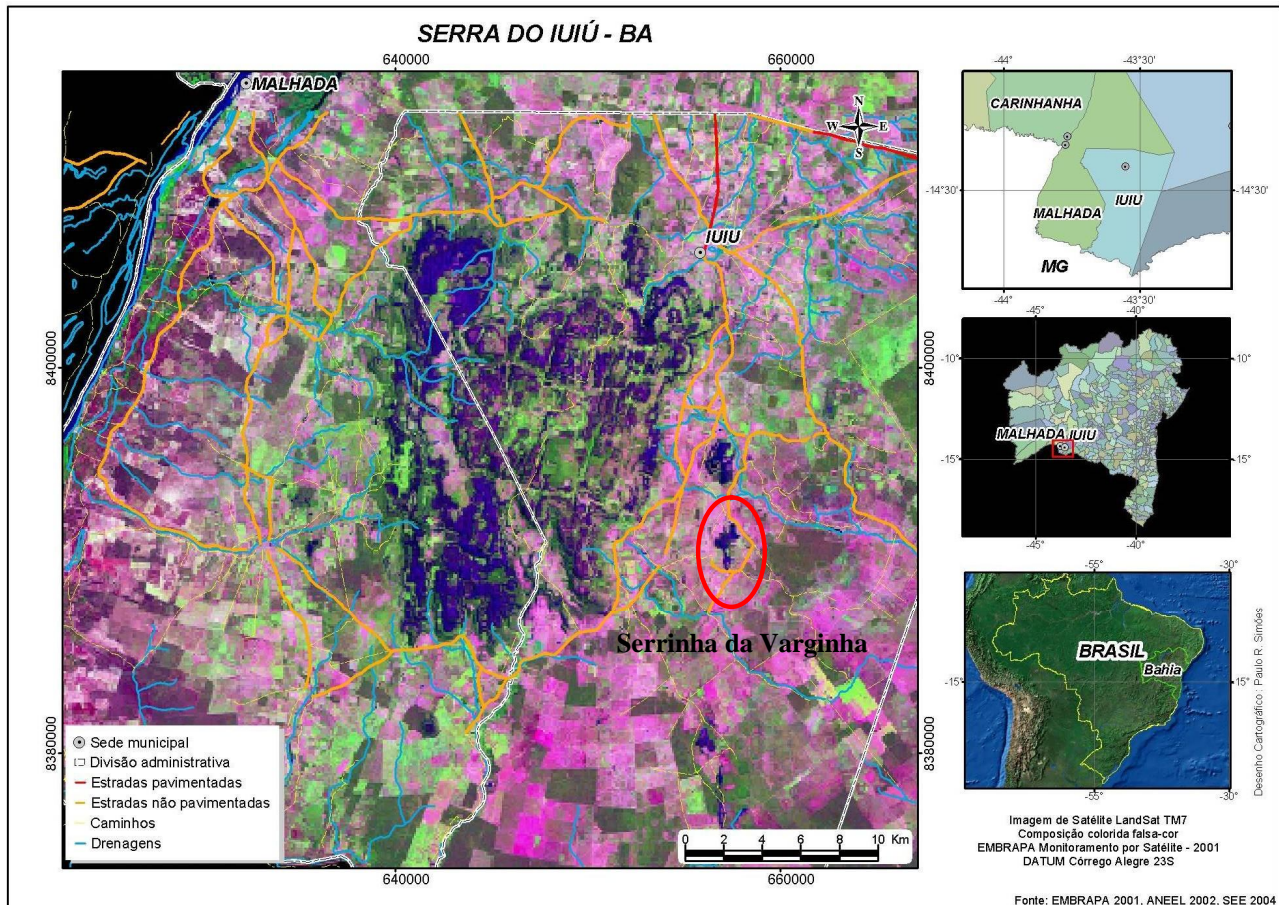 SERRA DO IUIÚ - BA
640000
660000
MALHADA
N
W E
S
IUIU
8400000
8400000
Serrinha da Varginha
8380000
8380000
Sede municipal
Divisão administrativa
Estradas pavimentadas
Estradas não pavimentadas
Caminhos
Drenagens
0 2 4 6 8 10 Km
640000
660000
-44°
-43°30'
CARINHANHA
-14°30'
-14°30'
IUIU
MALHADA
MG
-44°
-43°30'
-45°
-40°
-10°
-10°
MALHADA IUIU
-15°
-15°
-45°
-40°
-55°
-30°
BRASIL
Bahia
-15°
-15°
-55°
-30°
Desenho Cartográfico : Paulo R. Simões
Imagem de Satélite LandSat TM7
Composição colorida falsa-cor
EMBRAPA Monitoramento por Satélite - 2001
DATUM Córrego Alegre 23S
Fonte: EMBRAPA 2001, ANEEL 2002, SEE 2004